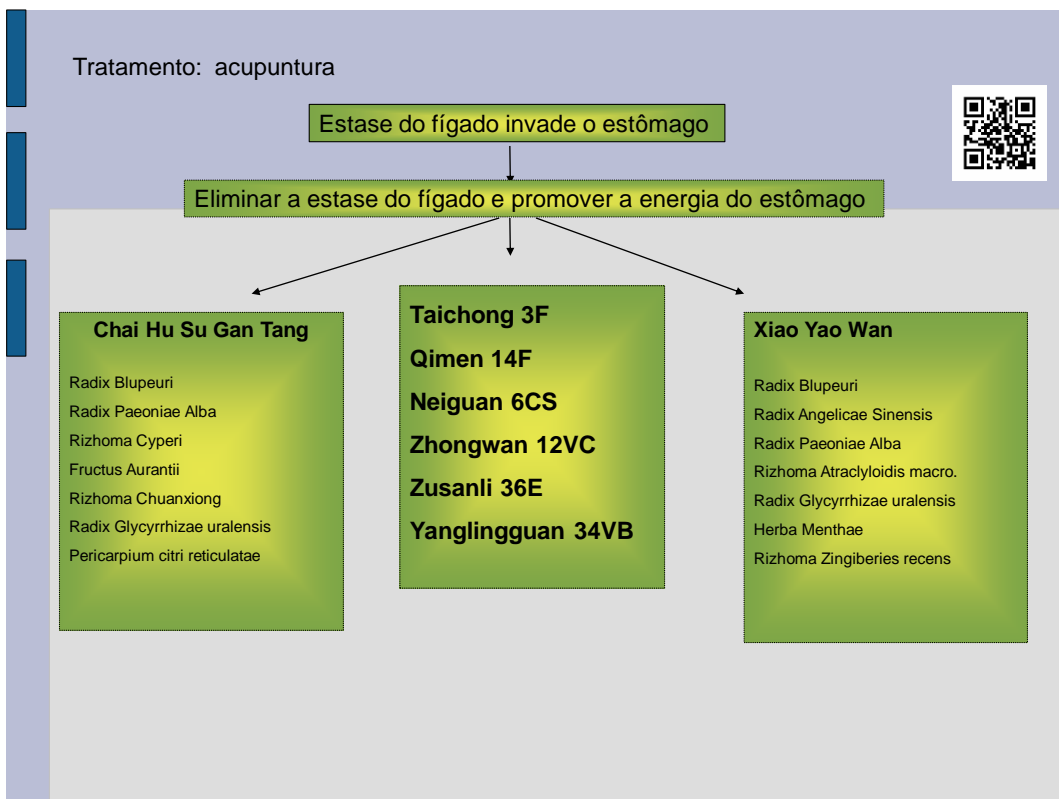 Tratamento: acupuntura
Estase do fígado invade o estômago
Eliminar a estase do fígado e promover a energia do estômago
Chai Hu Su Gan Tang
Radix Blupeuri
Radix Paeoniae Alba
Rizhoma Cyperi
Fructus Aurantii
Rizhoma Chuanxiong
Radix Glycyrrhizae uralensis
Pericarpium citri reticulatae
Taichong 3F
Qimen 14F
Neiguan 6CS
Zhongwan 12VC
Zusanli 36E
Yanglingguan 34VB
Xiao Yao Wan
Radix Blupeuri
Radix Angelicae Sinensis
Radix Paeoniae Alba
Rizhoma Atraclyloidis macro.
Radix Glycyrrhizae uralensis
Herba Menthae
Rizhoma Zingiberies recens